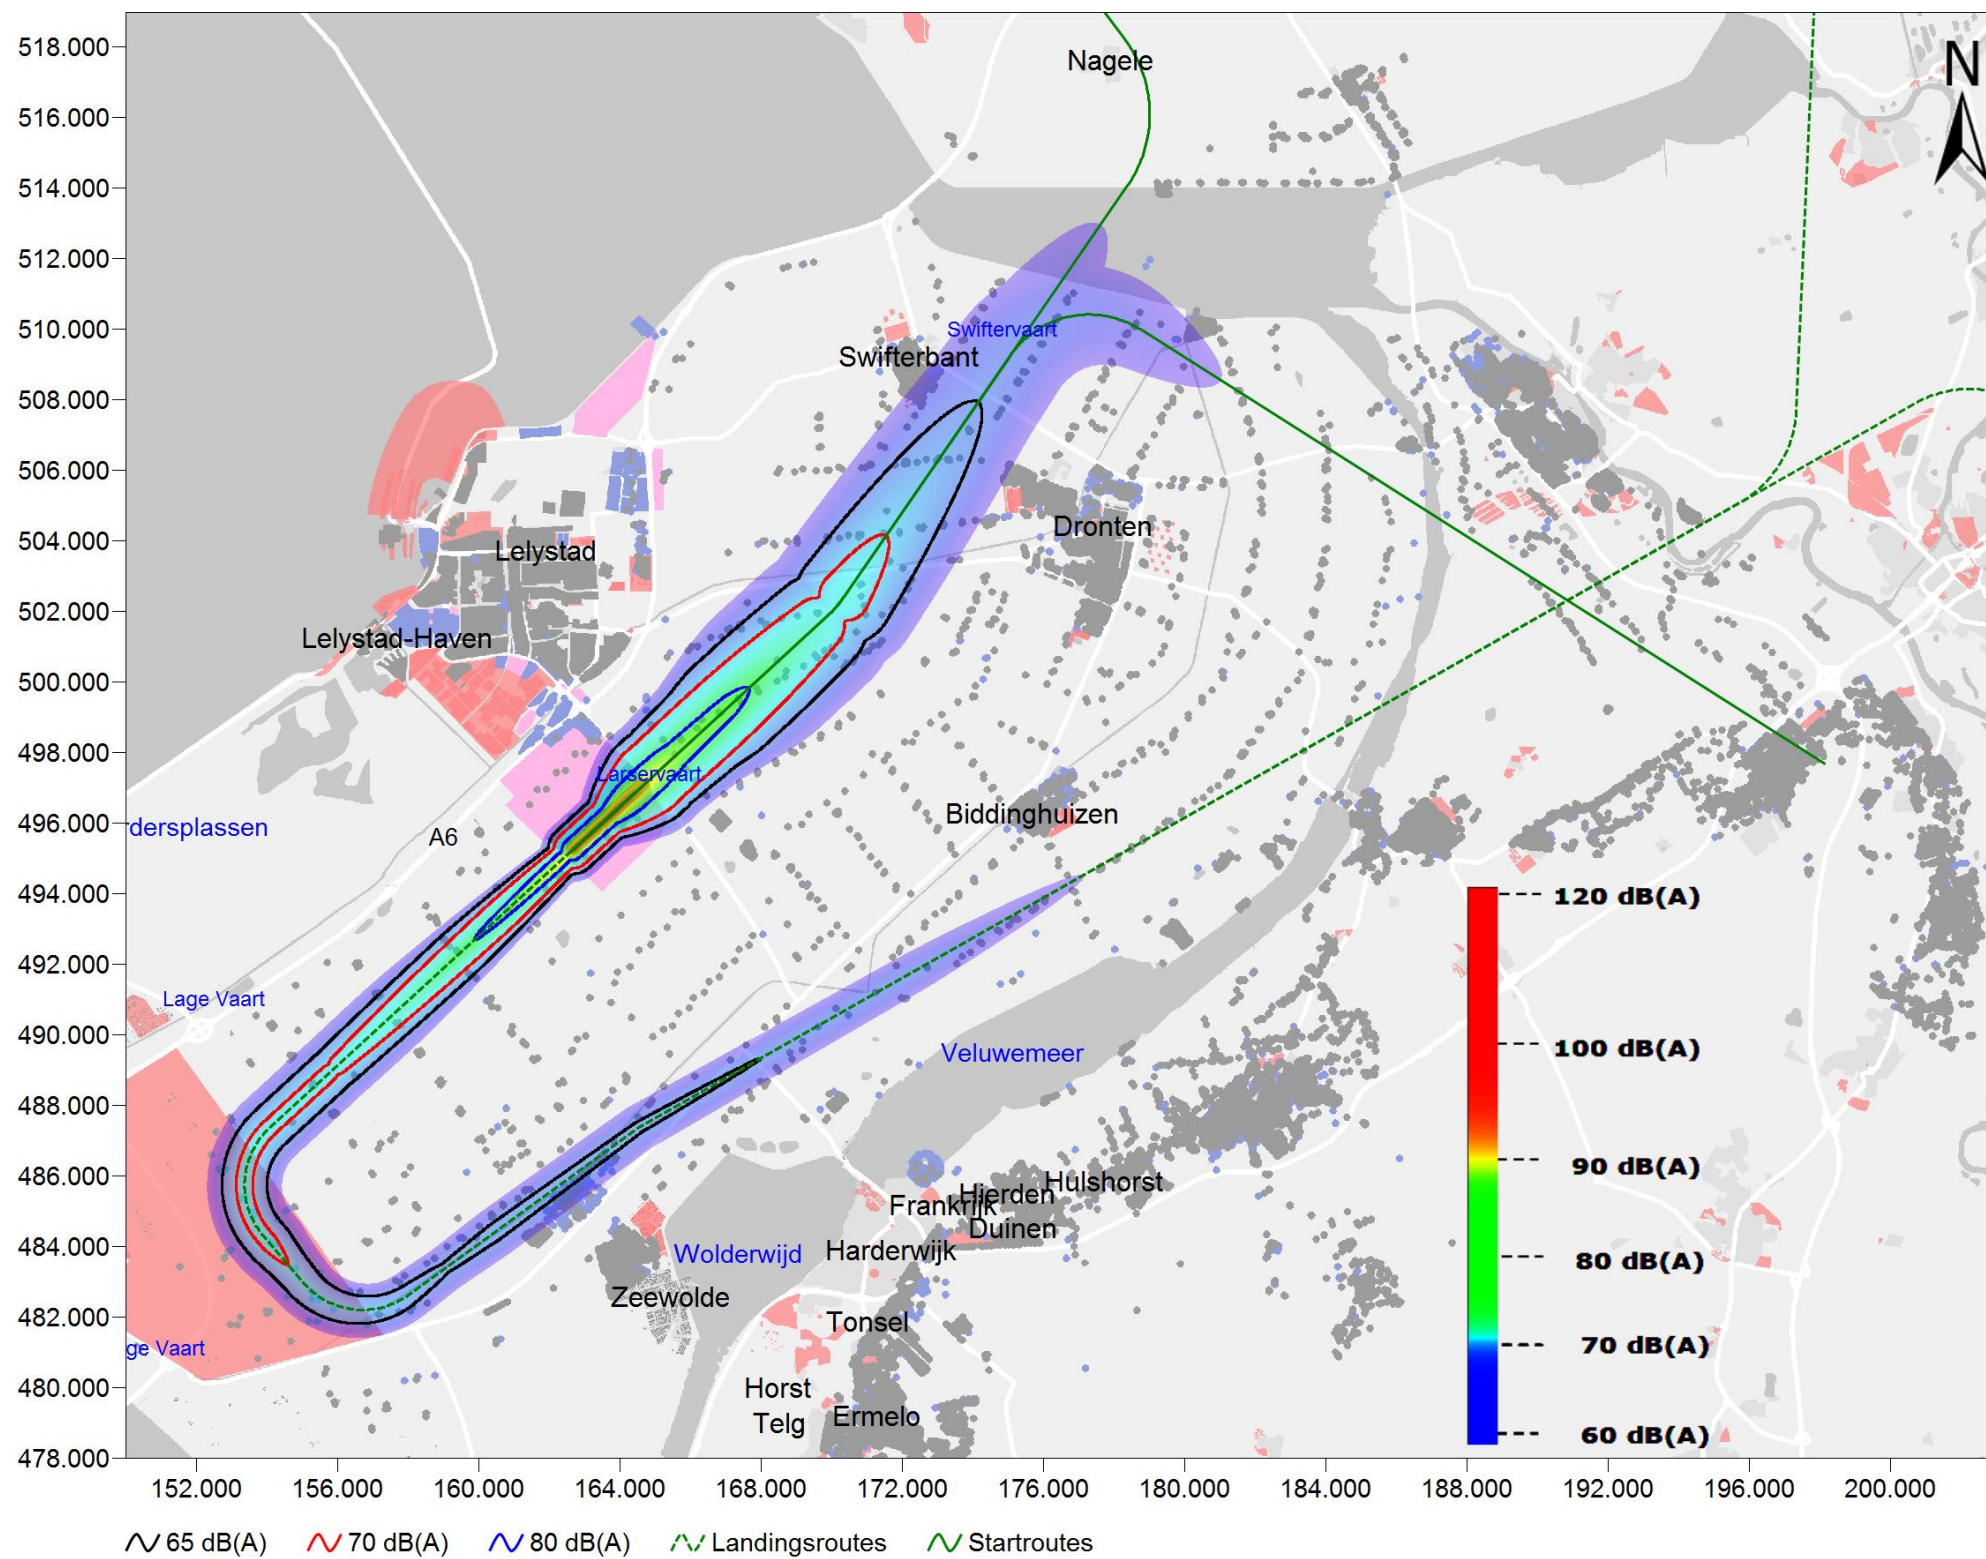 518.000
Nagele
N
516.000
514.000
512.000
510.000
Swiftervaart
Swifterbant
508.000
506.000
504.000
Dronten
Lelystad
502.000
Lelystad-Haven
500.000
498.000
Larservaart
496.000
dersplassen
A6
Biddinghuizen
494.000
120 dB(A)
492.000
Lage Vaart
490.000
Veluwemeer
100 dB(A)
488.000
90 dB(A)
486.000
Hulshorst
Hierden
Frankrijk
Duinen
484.000
Wolderwijd
Harderwijk
80 dB(A)
Zeewolde
482.000
Tonsel
ge Vaart
70 dB(A)
480.000
Horst
Telg
Ermelo
60 dB(A)
478.000
152.000 156.000 160.000 164.000 168.000 172.000 176.000 180.000 184.000 188.000 192.000 196.000 200.000
65 dB(A) 70 dB(A) 80 dB(A) Landingsroutes Startroutes